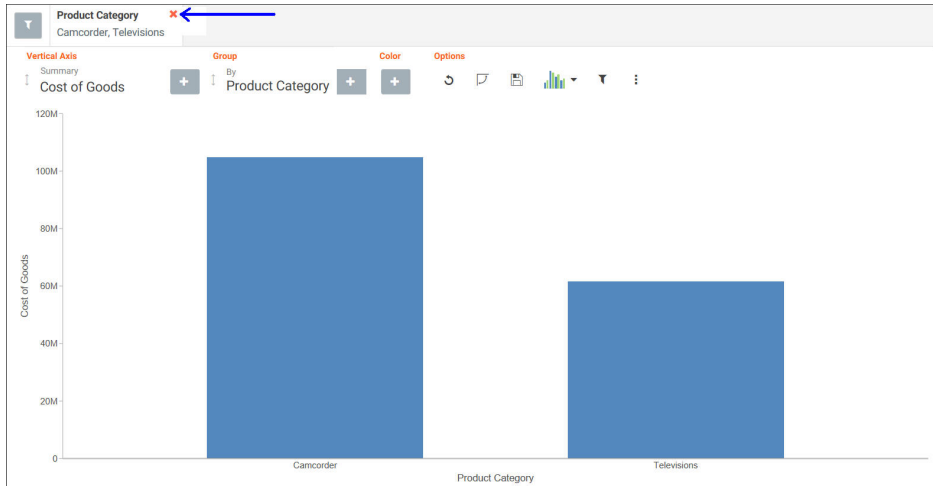 Product Category
Camcorder, Televisions
Vertical Axis
Group
Color
Options
Summary
Cost of Goods
By
Product Category
120M
100M
80M
60M
40M
20M
0
Cost of Goods
Camcorder
Televisions
Product Category